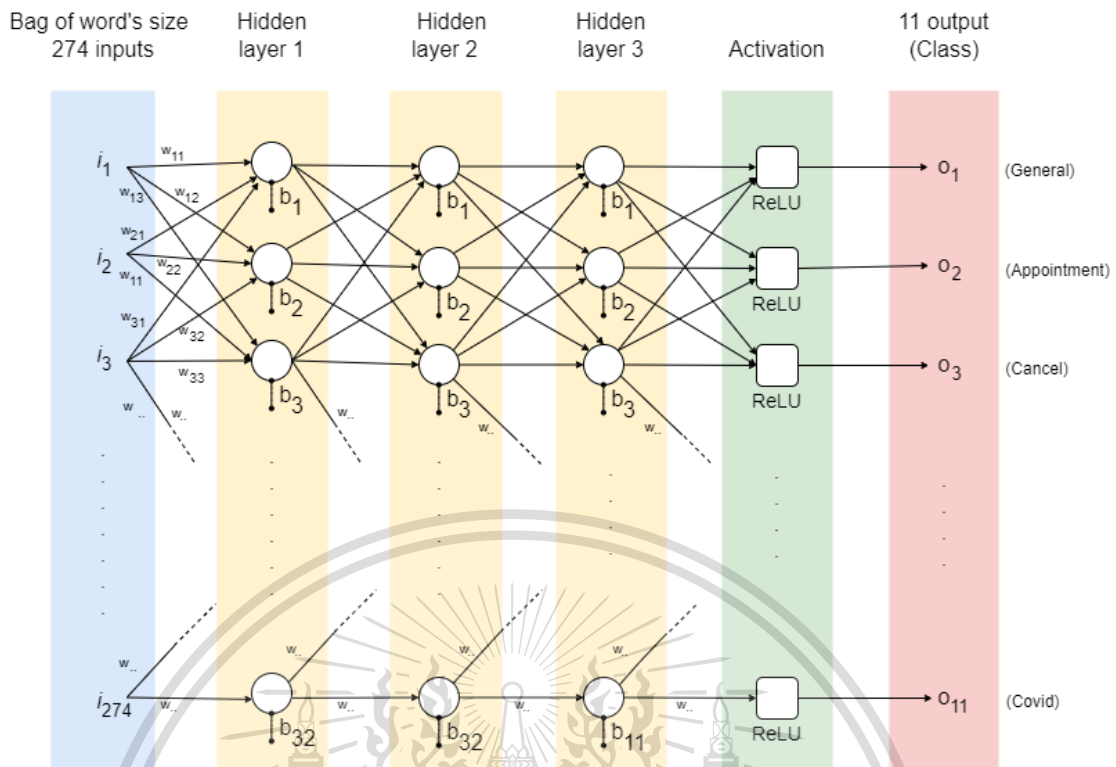 Bag of word's size
274 inputs
Hidden
layer 1
Hidden
layer 2
Hidden
layer 3
Activation
11 output
(Class)
i1
w11
w13
w12
b1
b1
b1
ReLU
o1
(General)
w21
i2
w22
w11
b2
b2
b2
ReLU
o2
(Appointment)
w31
w32
i3
w33
b3
b3
b3
ReLU
o3
(Cancel)
w..
w..
w..
w..
w..
w..
w..
w..
w..
i274
w..
w..
w..
w..
b32
b32
b11
ReLU
o11
(Covid)